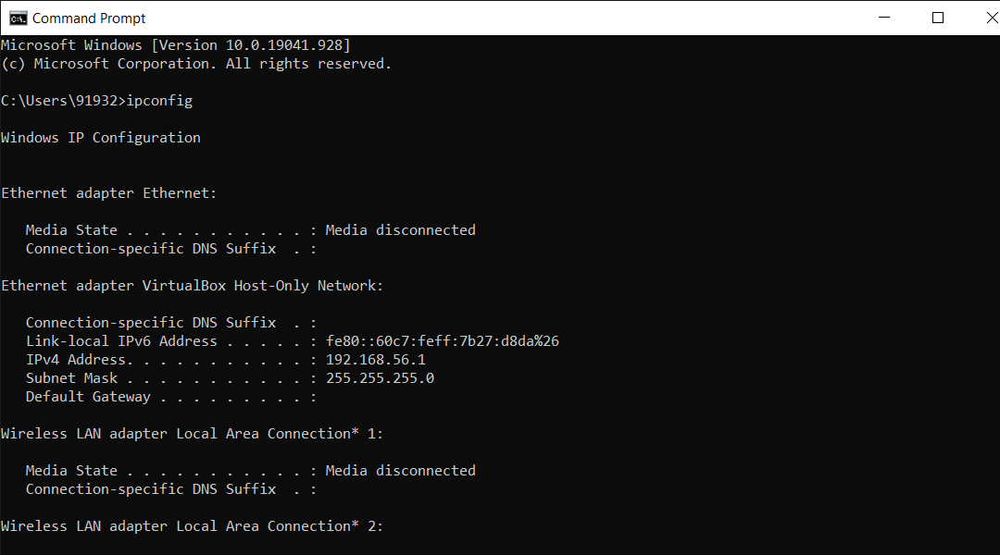 Command Prompt
Microsoft Windows [Version 10.0.19041.928]
(c) Microsoft Corporation. All rights reserved.
C:\Users\91932>ipconfig
Windows IP Configuration
Ethernet adapter Ethernet:
Media State . . . . . . . . . . . : Media disconnected
Connection-specific DNS Suffix  . :
Ethernet adapter VirtualBox Host-Only Network:
Connection-specific DNS Suffix  . :
Link-local IPv6 Address . . . . . : fe80::60c7:feff:7b27:d8da%26
IPv4 Address. . . . . . . . . . . : 192.168.56.1
Subnet Mask . . . . . . . . . . . : 255.255.255.0
Default Gateway . . . . . . . . . :
Wireless LAN adapter Local Area Connection* 1:
Media State . . . . . . . . . . . : Media disconnected
Connection-specific DNS Suffix  . :
Wireless LAN adapter Local Area Connection* 2: